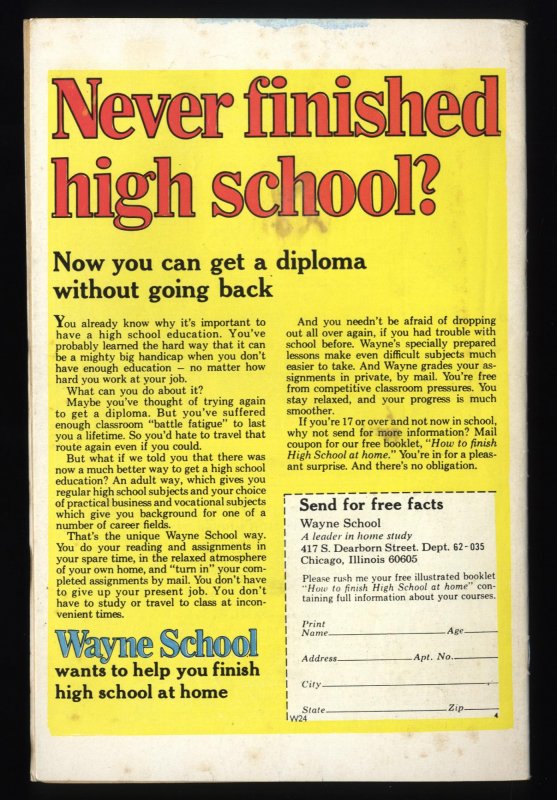 Never finished
high school?
Now you can get a diploma
without going back
You already know why it's important to
have a high school education. You've
probably learned the hard way that it can
be a mighty big handicap when you don't
have enough education – no matter how
hard you work at your job.
What can you do about it?
Maybe you've thought of trying again
to get a diploma. But you've suffered
enough classroom "battle fatigue" to last
you a lifetime. So you'd hate to travel that
route again even if you could.
But what if we told you that there was
now a much better way to get a high school
education? An adult way, which gives you
regular high school subjects and your choice
of practical business and vocational subjects
which give you background for one of a
number of career fields.
That's the unique Wayne School way.
You do your reading and assignments in
your spare time, in the relaxed atmosphere
of your own home, and "turn in" your com-
pleted assignments by mail. You don't have
to give up your present job. You don't
have to study or travel to class at incon-
venient times.
Wayne School
wants to help you finish
high school at home
And you needn't be afraid of dropping
out all over again, if you had trouble with
school before. Wayne's specially prepared
lessons make even difficult subjects much
easier to take. And Wayne grades your as-
signments in private, by mail. You're free
from competitive classroom pressures. You
stay relaxed, and your progress is much
smoother.
If you're 17 or over and not now in school,
why not send for more information? Mail
coupon for our free booklet, "How to finish
High School at home." You're in for a pleas-
ant surprise. And there's no obligation.
Send for free facts
Wayne School
A leader in home study
417 S. Dearborn Street. Dept. 62-035
Chicago, Illinois 60605
Please rush me your free illustrated booklet
"How to finish High School at home" con-
taining full information about your courses.
Print
Name Age
Address Apt. No.
City
State Zip
W24 4